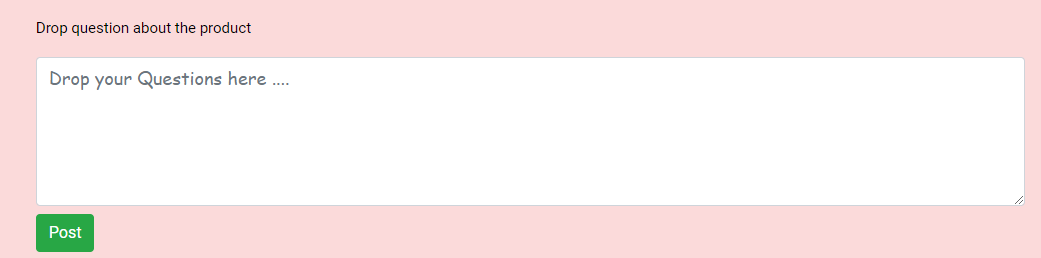 Drop question about the product
Drop your Questions here ....
Post